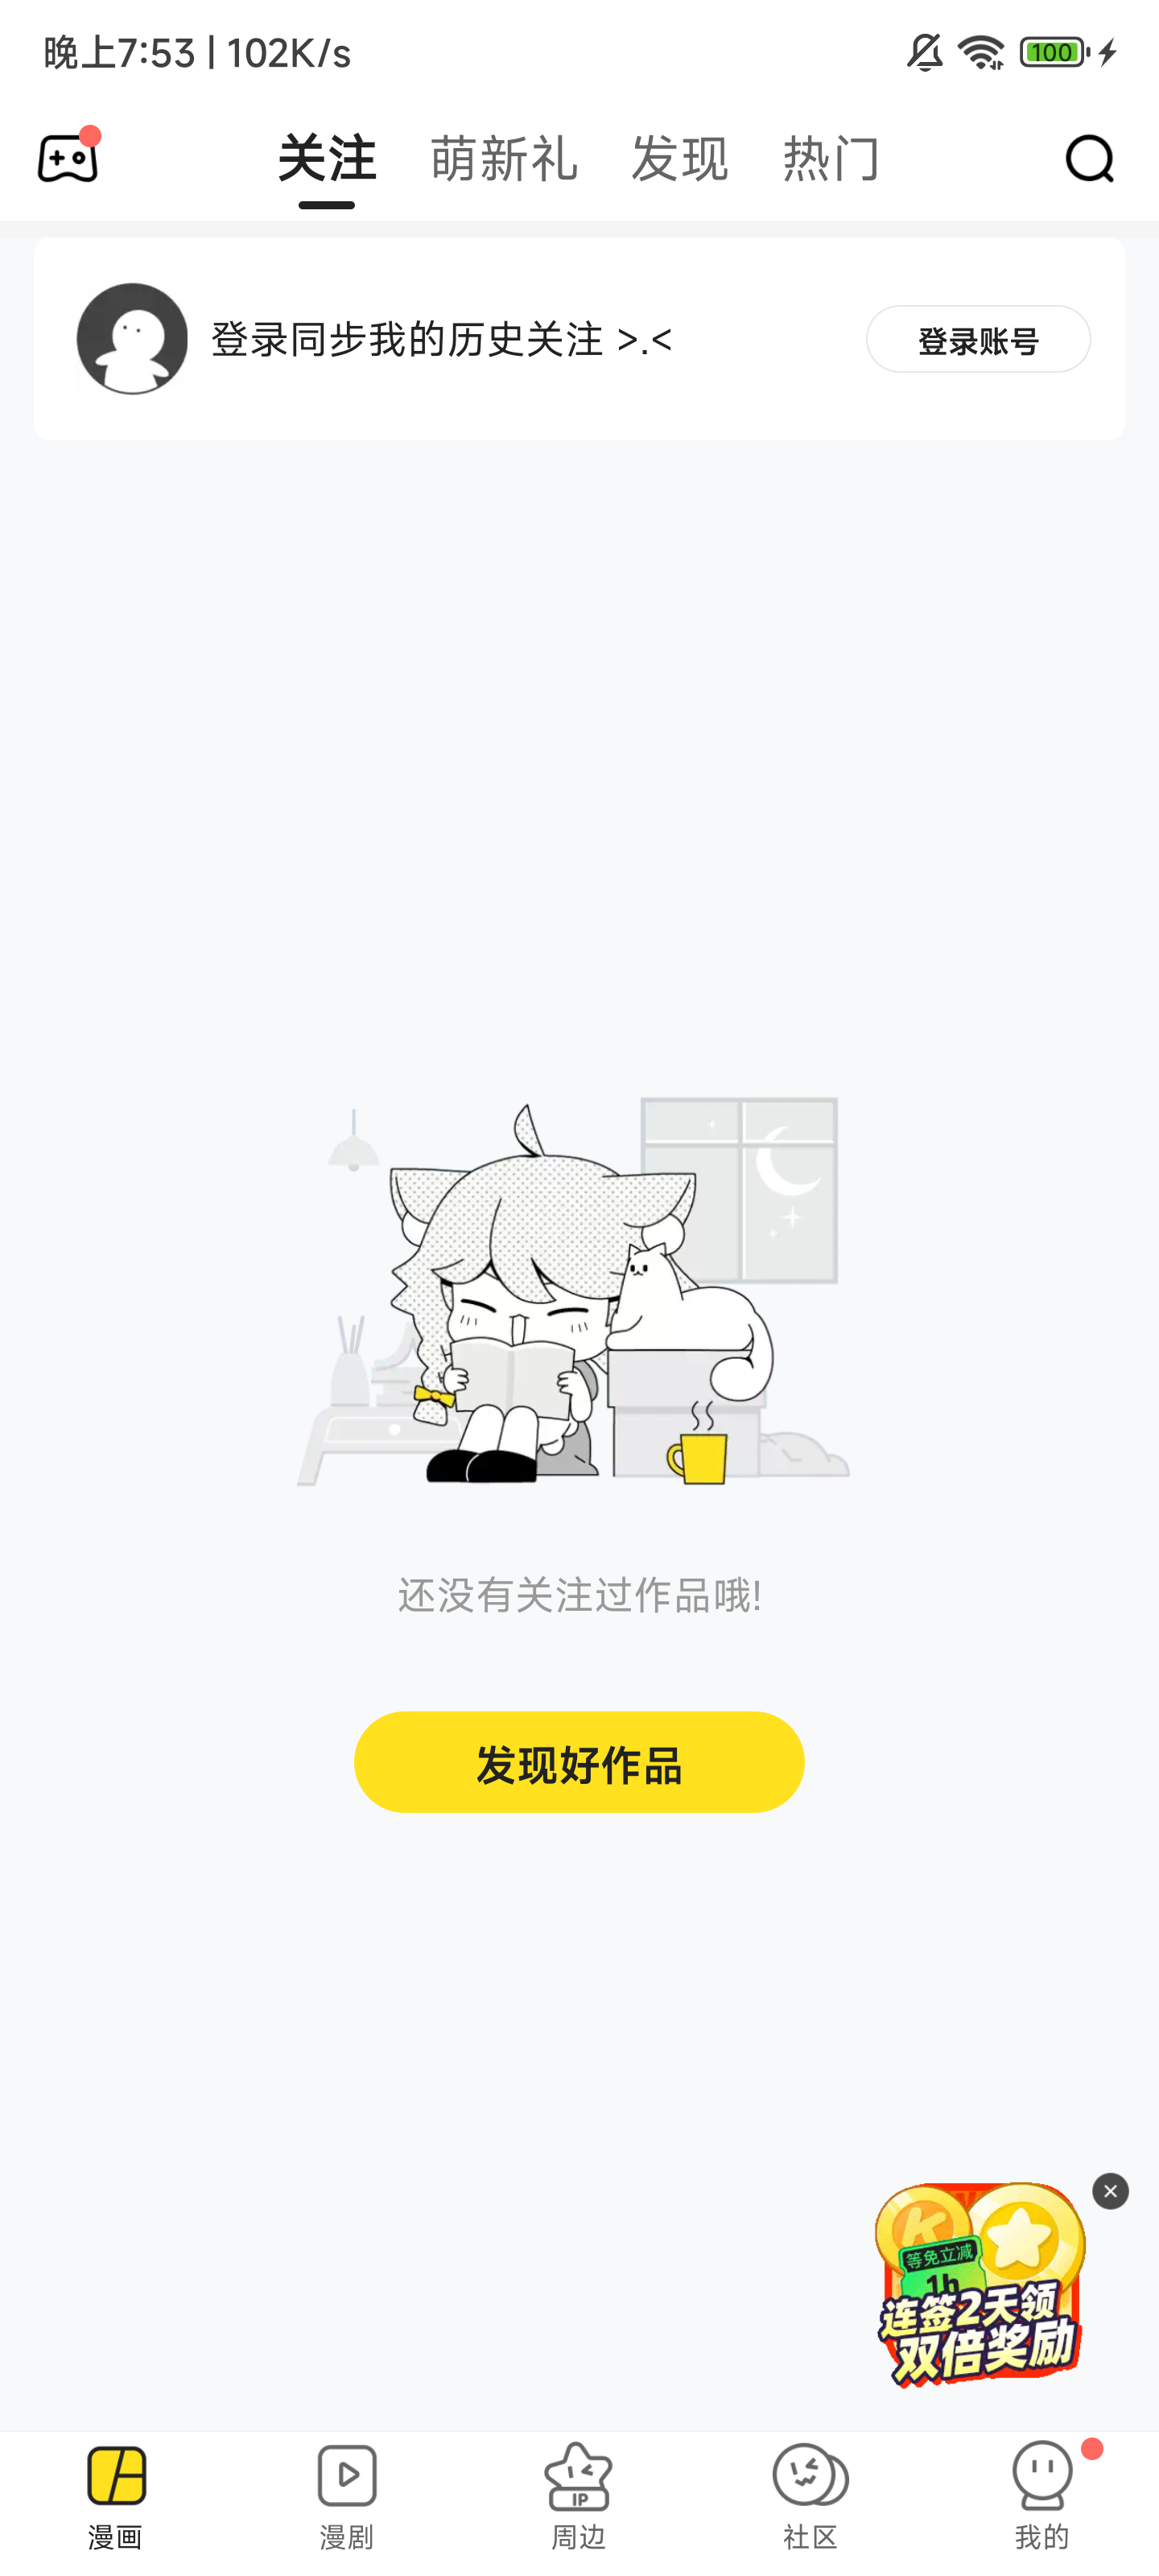 晚上7:53 | 102K/s
100
关注 萌新礼 发现 热门
登录同步我的历史关注 >.<
登录账号
还没有关注过作品哦!
发现好作品
等免立减
1h
连签2天领
双倍奖励
IP
漫画 漫剧 周边 社区 我的